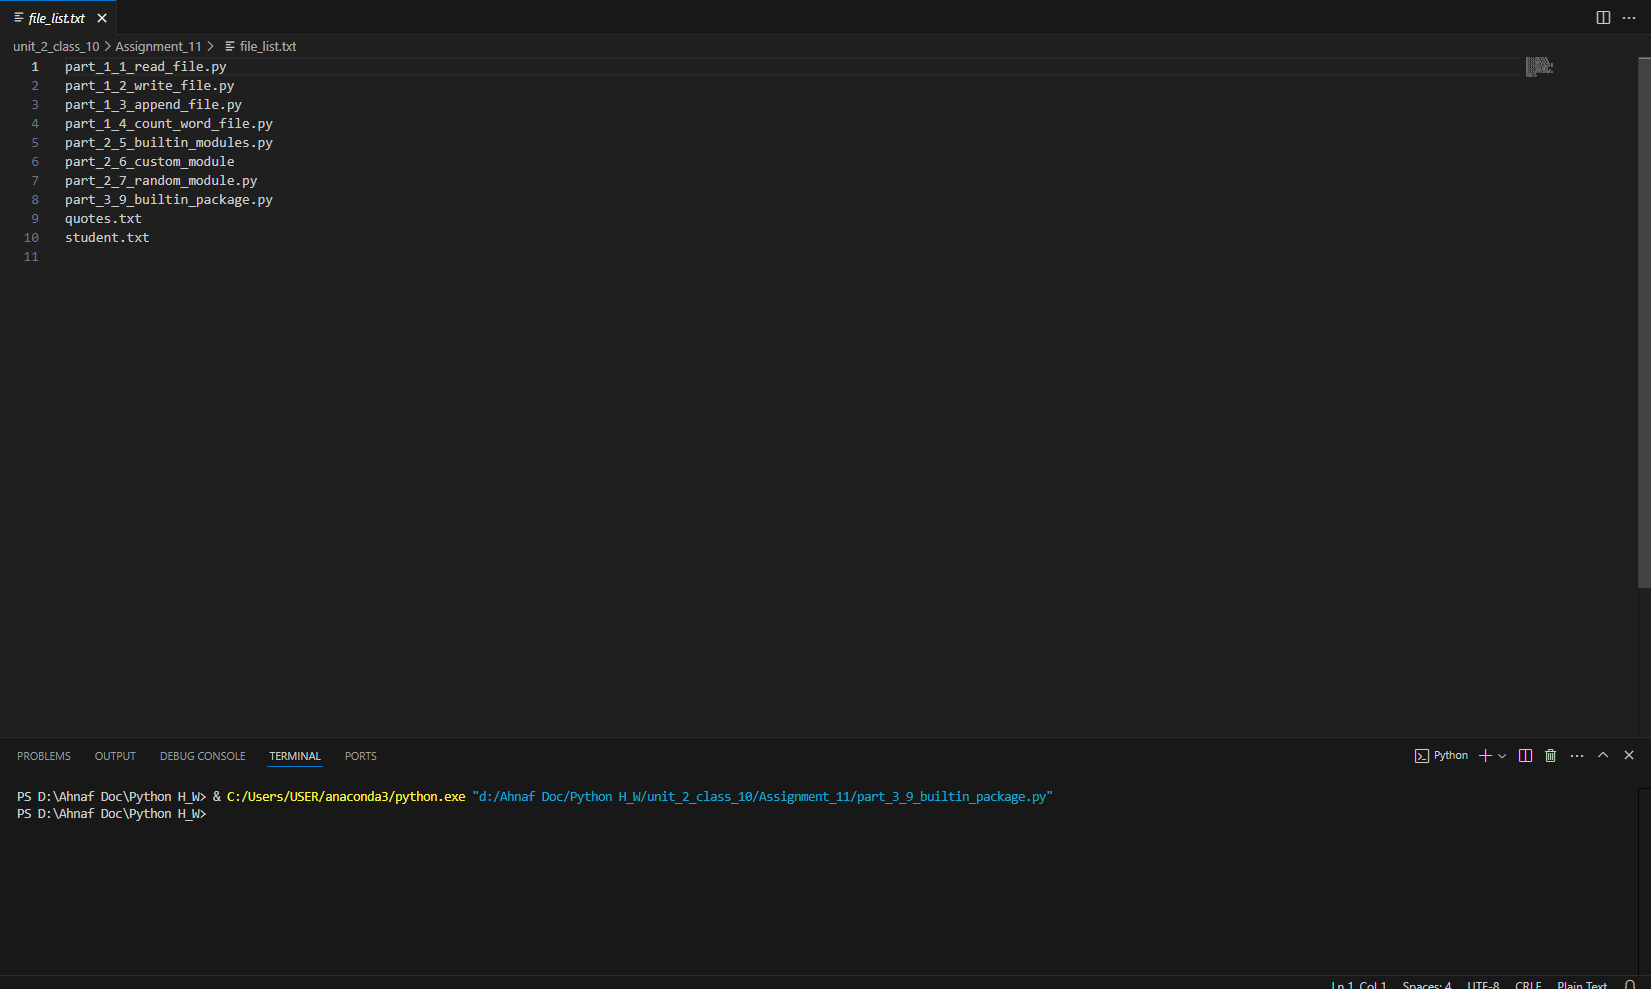 file_list.txt
unit_2_class_10 > Assignment_11 > file_list.txt
1 part_1_1_read_file.py
2 part_1_2_write_file.py
3 part_1_3_append_file.py
4 part_1_4_count_word_file.py
5 part_2_5_builtin_modules.py
6 part_2_6_custom_module
7 part_2_7_random_module.py
8 part_3_9_builtin_package.py
9 quotes.txt
10 student.txt
11
PROBLEMS OUTPUT DEBUG CONSOLE TERMINAL PORTS Python
PS D:\Ahnaf Doc\Python H_W> & C:/Users/USER/anaconda3/python.exe "d:/Ahnaf Doc/Python H_W/unit_2_class_10/Assignment_11/part_3_9_builtin_package.py"
PS D:\Ahnaf Doc\Python H_W>
Ln 1, Col 1 Spaces: 4 UTF-8 CRLF Plain Text